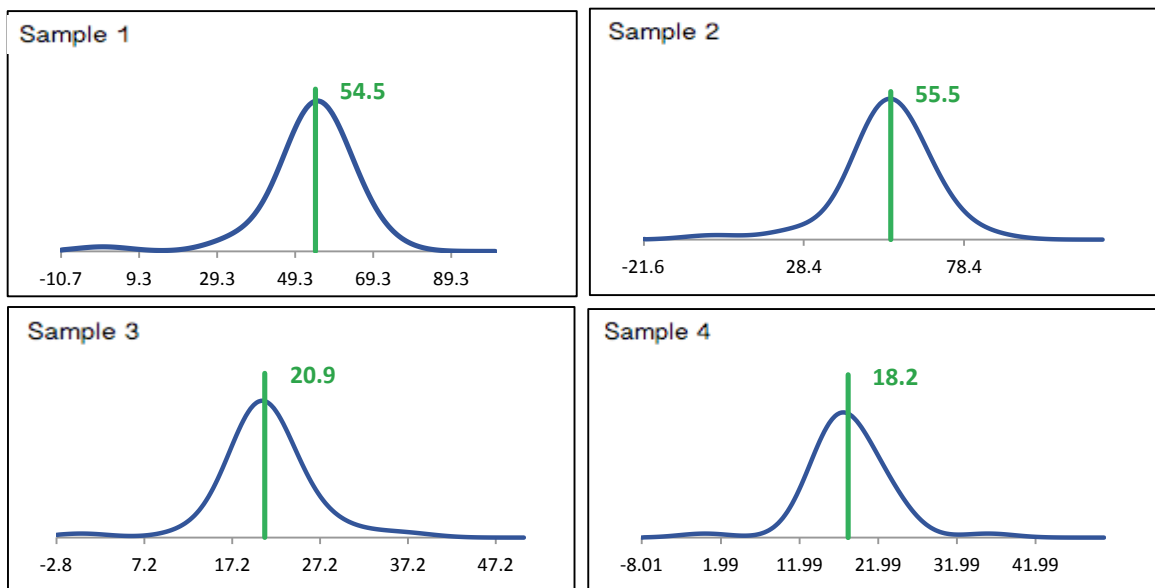 Sample 1
54.5
-10.7 9.3 29.3 49.3 69.3 89.3
Sample 2
55.5
-21.6 28.4 78.4
Sample 3
20.9
-2.8 7.2 17.2 27.2 37.2 47.2
Sample 4
18.2
-8.01 1.99 11.99 21.99 31.99 41.99